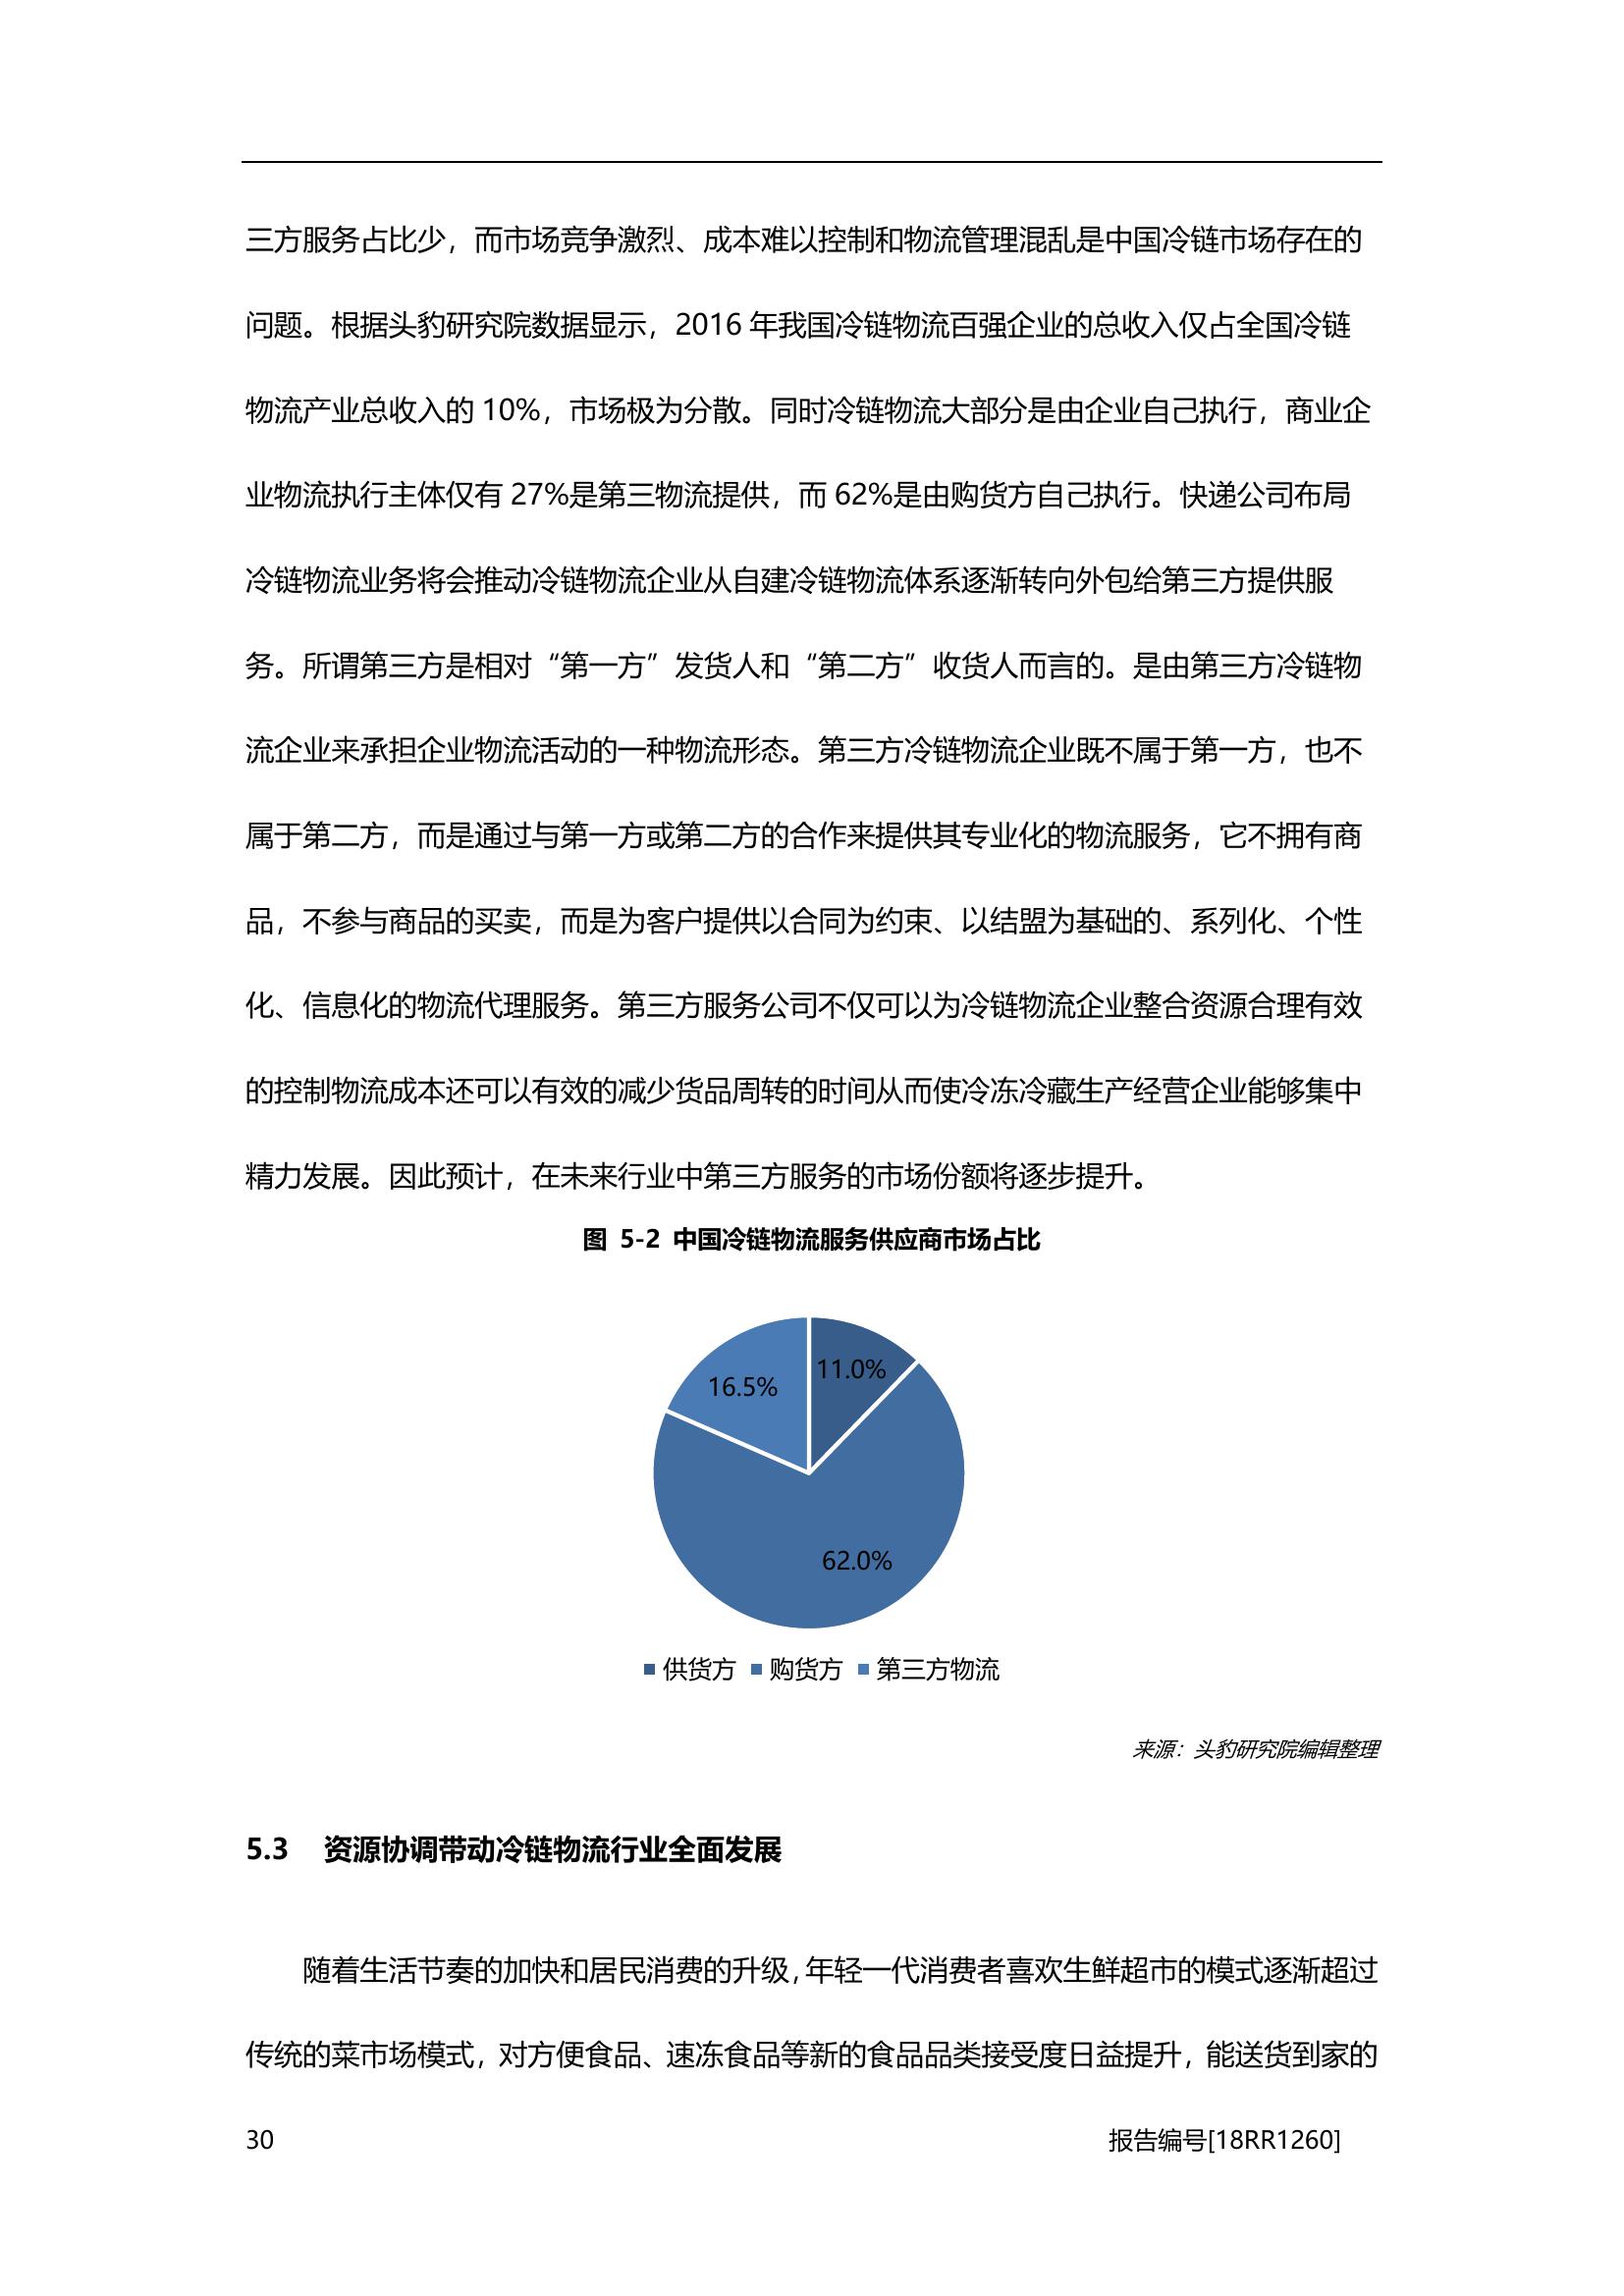 三方服务占比少，而市场竞争激烈、成本难以控制和物流管理混乱是中国冷链市场存在的
问题。根据头豹研究院数据显示，2016 年我国冷链物流百强企业的总收入仅占全国冷链
物流产业总收入的 10%，市场极为分散。同时冷链物流大部分是由企业自己执行，商业企
业物流执行主体仅有 27%是第三物流提供，而 62%是由购货方自己执行。快递公司布局
冷链物流业务将会推动冷链物流企业从自建冷链物流体系逐渐转向外包给第三方提供服
务。所谓第三方是相对“第一方”发货人和“第二方”收货人而言的。是由第三方冷链物
流企业来承担企业物流活动的一种物流形态。第三方冷链物流企业既不属于第一方，也不
属于第二方，而是通过与第一方或第二方的合作来提供其专业化的物流服务，它不拥有商
品，不参与商品的买卖，而是为客户提供以合同为约束、以结盟为基础的、系列化、个性
化、信息化的物流代理服务。第三方服务公司不仅可以为冷链物流企业整合资源合理有效
的控制物流成本还可以有效的减少货品周转的时间从而使冷冻冷藏生产经营企业能够集中
精力发展。因此预计，在未来行业中第三方服务的市场份额将逐步提升。
图 5-2 中国冷链物流服务供应商市场占比
11.0%
16.5%
62.0%
供货方 购货方 第三方物流
来源：头豹研究院编辑整理
5.3 资源协调带动冷链物流行业全面发展
随着生活节奏的加快和居民消费的升级，年轻一代消费者喜欢生鲜超市的模式逐渐超过
传统的菜市场模式，对方便食品、速冻食品等新的食品品类接受度日益提升，能送货到家的
30 报告编号[18RR1260]